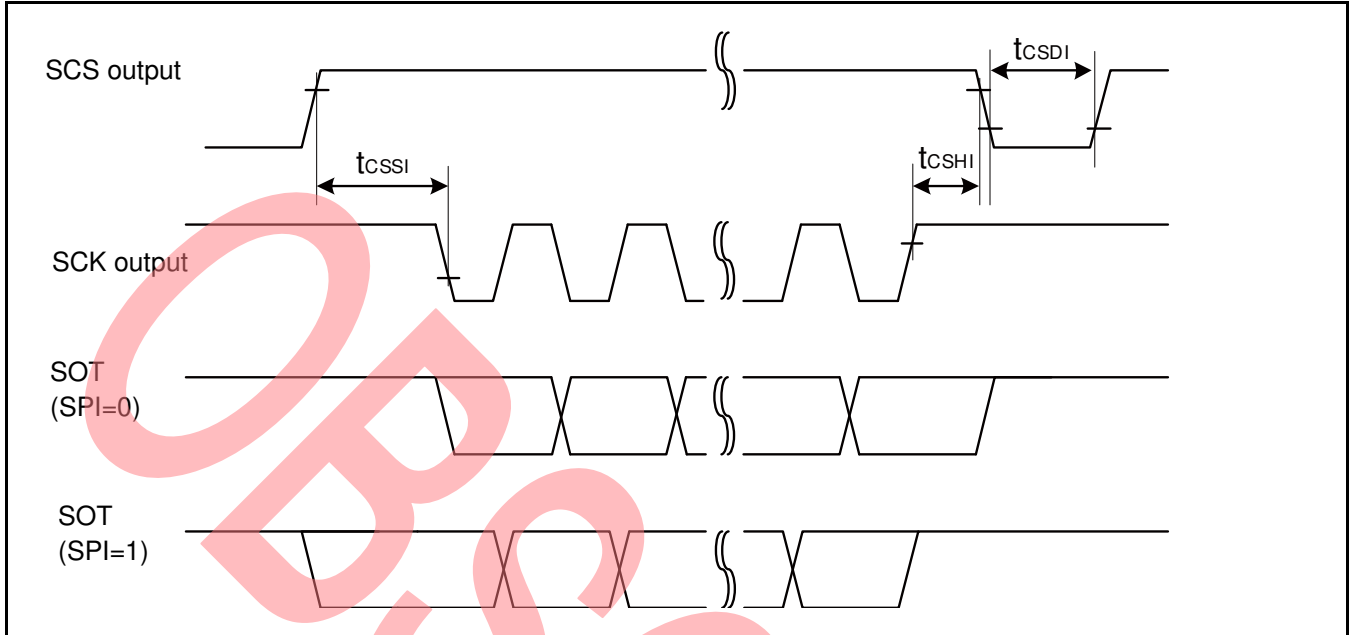 SCS output
tCSDI
tCSSI
tCSHI
SCK output
SOT
(SPI=0)
SOT
(SPI=1)